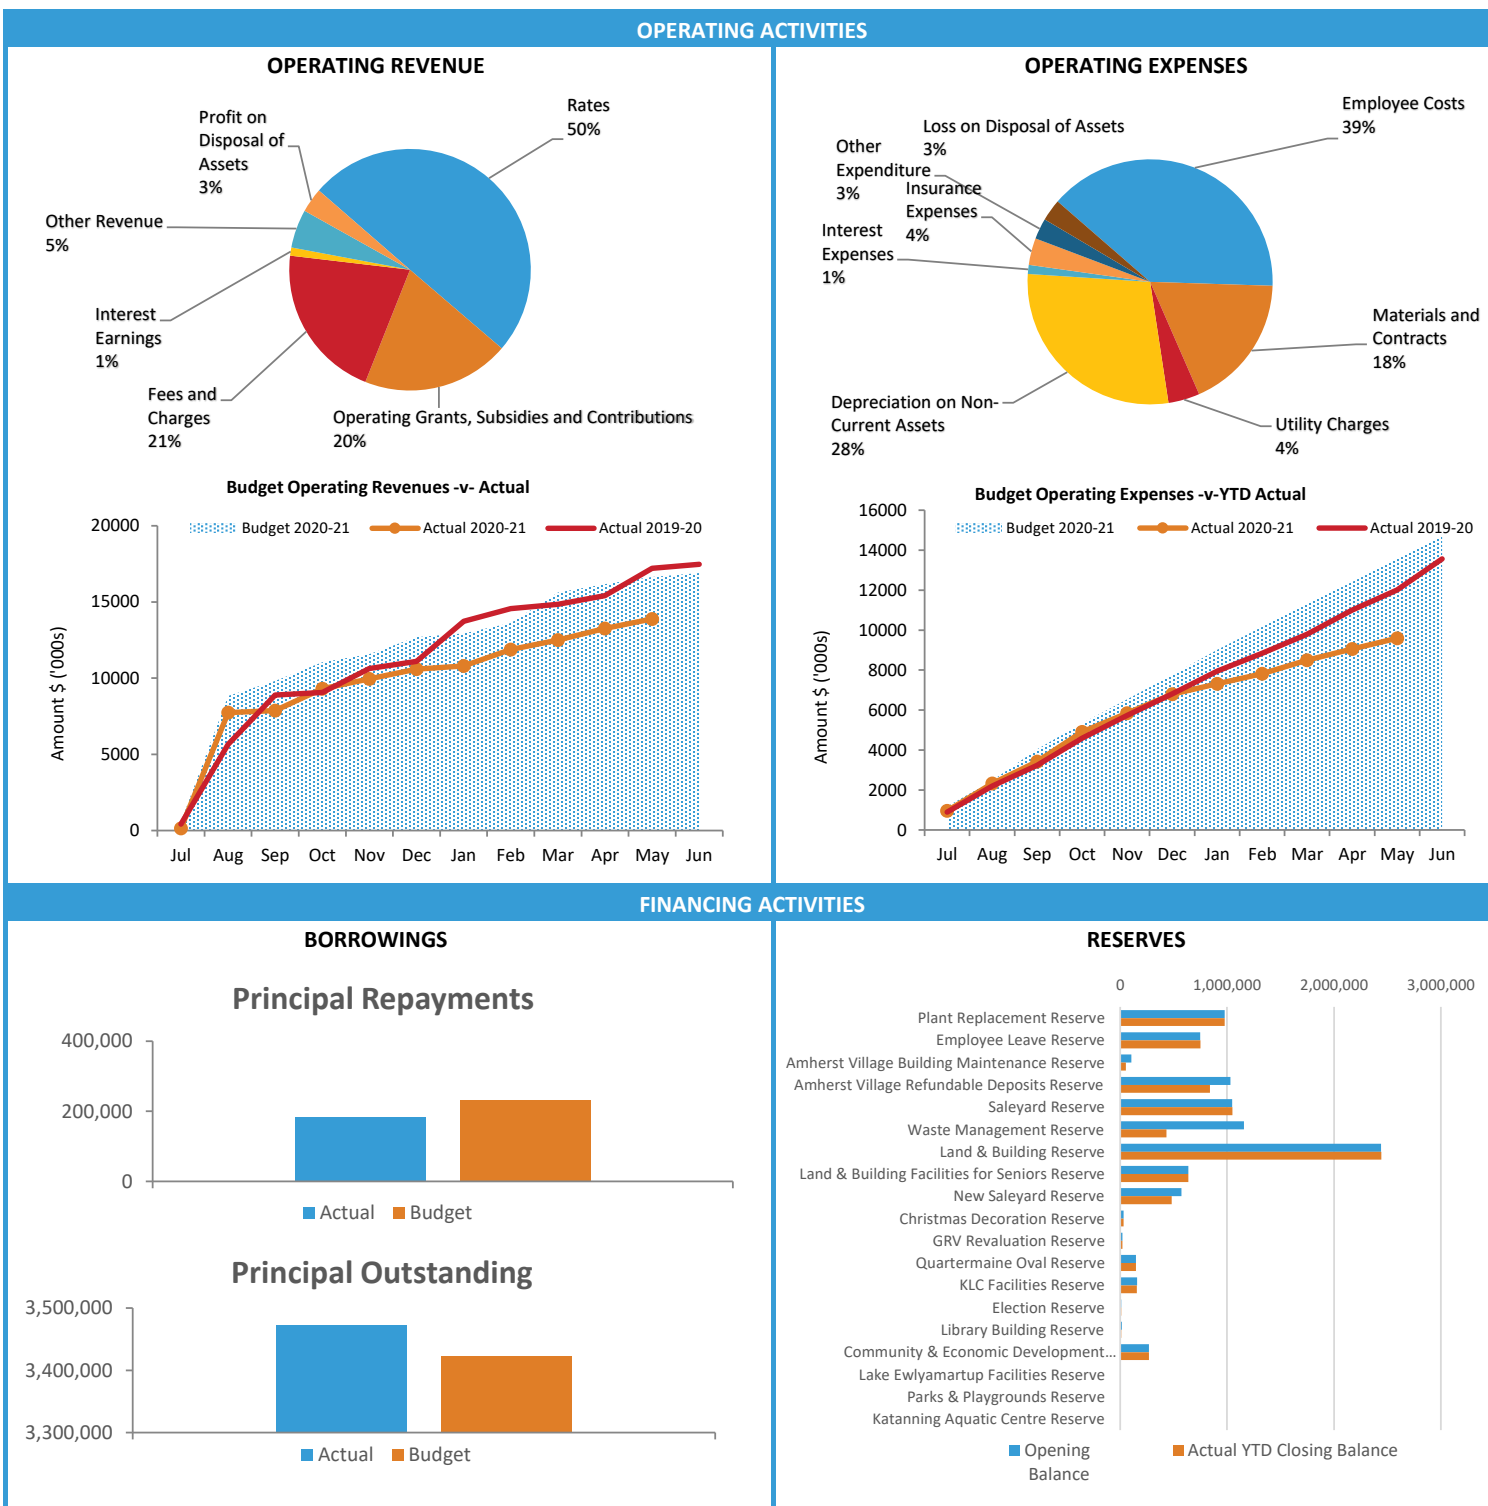 OPERATING ACTIVITIES
OPERATING REVENUE
Rates
50%
Profit on
Disposal of
Assets
3%
Other Revenue
5%
Interest
Earnings
1%
Fees and
Charges
21%
Operating Grants, Subsidies and Contributions
20%
Budget Operating Revenues -v- Actual
Budget 2020-21
Actual 2020-21
Actual 2019-20
Amount $ ('000s)
20000
15000
10000
5000
0
Jul Aug Sep Oct Nov Dec Jan Feb Mar Apr May Jun
OPERATING EXPENSES
Employee Costs
39%
Loss on Disposal of Assets
3%
Other
Expenditure
3%
Insurance
Expenses
4%
Interest
Expenses
1%
Materials and
Contracts
18%
Depreciation on Non-
Current Assets
28%
Utility Charges
4%
Budget Operating Expenses -v-YTD Actual
Budget 2020-21
Actual 2020-21
Actual 2019-20
Amount $ ('000s)
16000
14000
12000
10000
8000
6000
4000
2000
0
Jul Aug Sep Oct Nov Dec Jan Feb Mar Apr May Jun
FINANCING ACTIVITIES
BORROWINGS
Principal Repayments
400,000
200,000
0
Actual Budget
Principal Outstanding
3,500,000
3,400,000
3,300,000
Actual Budget
RESERVES
0 1,000,000 2,000,000 3,000,000
Plant Replacement Reserve
Employee Leave Reserve
Amherst Village Building Maintenance Reserve
Amherst Village Refundable Deposits Reserve
Saleyard Reserve
Waste Management Reserve
Land & Building Reserve
Land & Building Facilities for Seniors Reserve
New Saleyard Reserve
Christmas Decoration Reserve
GRV Revaluation Reserve
Quartermaine Oval Reserve
KLC Facilities Reserve
Election Reserve
Library Building Reserve
Community & Economic Development...
Lake Ewlyamartup Facilities Reserve
Parks & Playgrounds Reserve
Katanning Aquatic Centre Reserve
Opening
Balance
Actual YTD Closing Balance